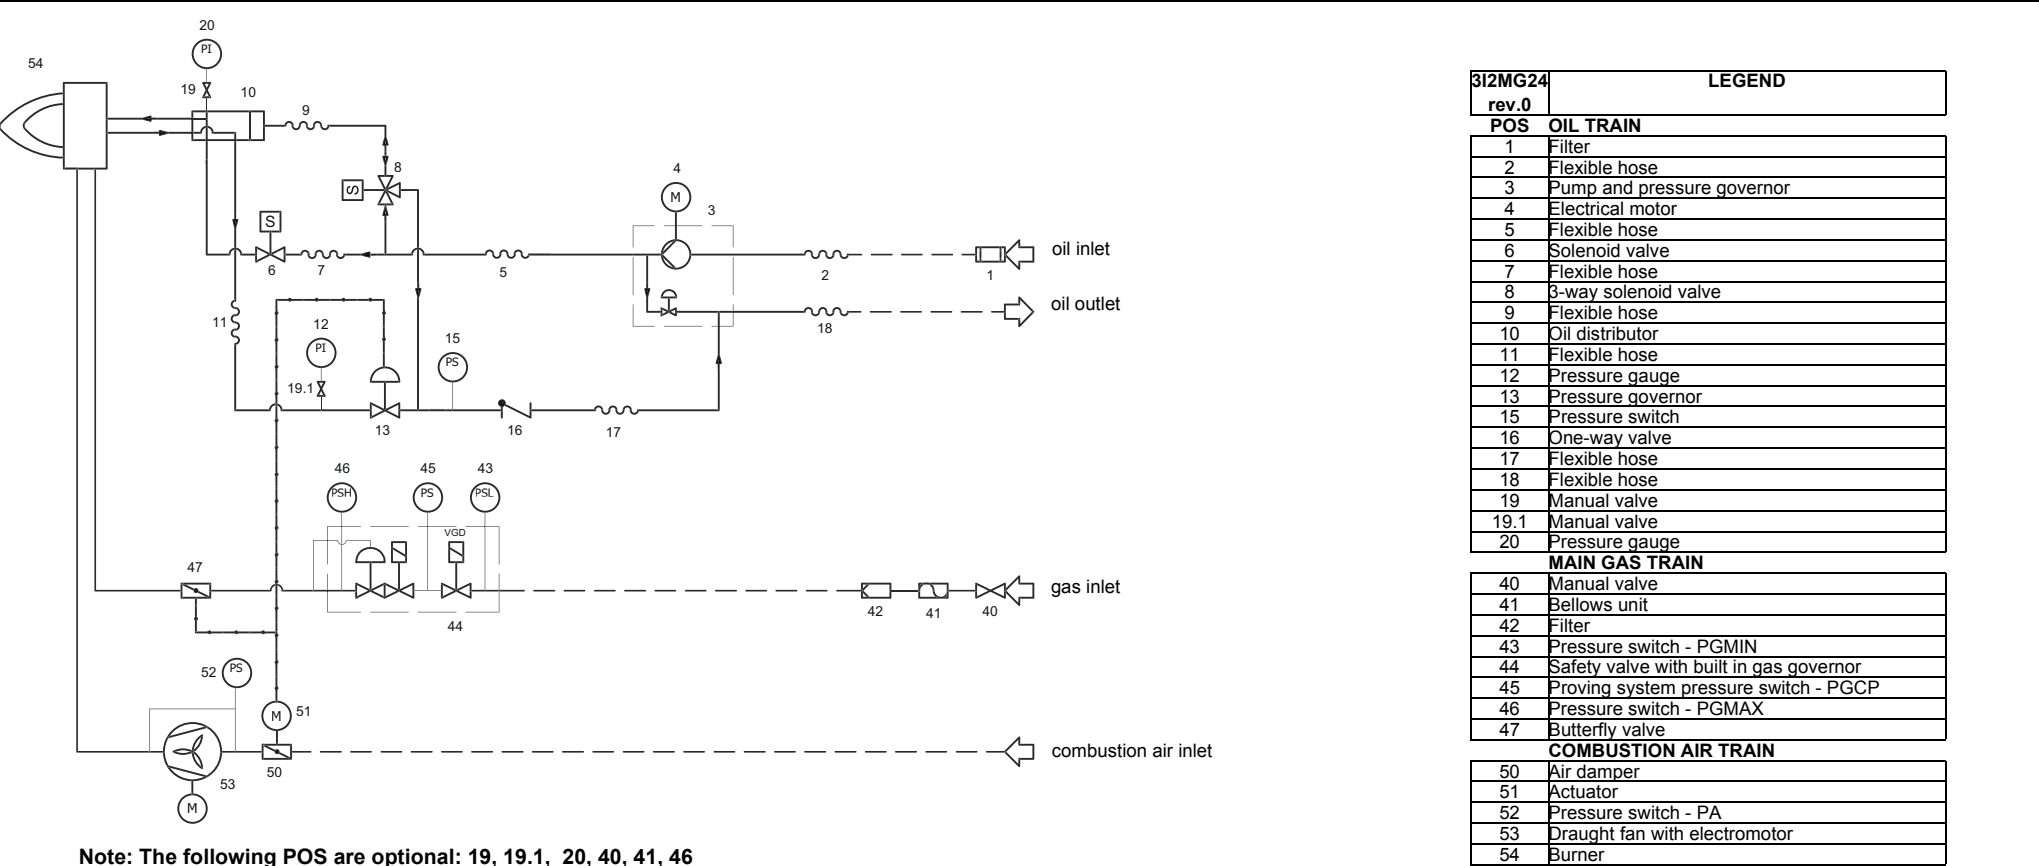 20
PI
54
19
10
9
8
S
4
M
3
S
oil inlet
6
7
5
2
1
oil outlet
11
12
PI
15
PS
18
19.1
13
16
17
46
45
43
PSH
PS
PSL
VGD
47
gas inlet
44
42
41
40
52
PS
M
51
combustion air inlet
50
53
M
Note: The following POS are optional: 19, 19.1, 20, 40, 41, 46
3I2MG24 LEGEND
rev.0
POS OIL TRAIN
1 Filter
2 Flexible hose
3 Pump and pressure governor
4 Electrical motor
5 Flexible hose
6 Solenoid valve
7 Flexible hose
8 3-way solenoid valve
9 Flexible hose
10 Oil distributor
11 Flexible hose
12 Pressure gauge
13 Pressure governor
15 Pressure switch
16 One-way valve
17 Flexible hose
18 Flexible hose
19 Manual valve
19.1 Manual valve
20 Pressure gauge
MAIN GAS TRAIN
40 Manual valve
41 Bellows unit
42 Filter
43 Pressure switch - PGMIN
44 Safety valve with built in gas governor
45 Proving system pressure switch - PGCP
46 Pressure switch - PGMAX
47 Butterfly valve
COMBUSTION AIR TRAIN
50 Air damper
51 Actuator
52 Pressure switch - PA
53 Draught fan with electromotor
54 Burner